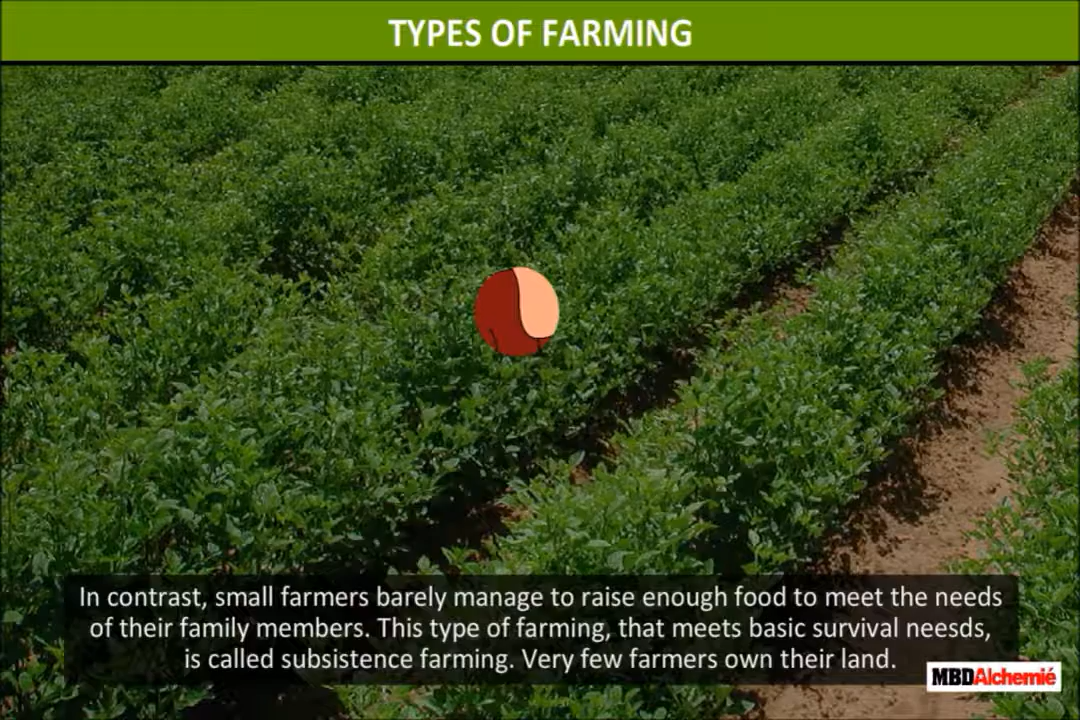 TYPES OF FARMING
In contrast, small farmers barely manage to raise enough food to meet the needs
of their family members. This type of farming, that meets basic survival neesds,
is called subsistence farming. Very few farmers own their land.
MBDAlchemié